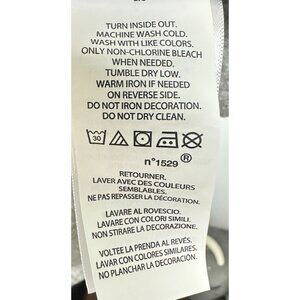 TURN INSIDE OUT.
MACHINE WASH COLD.
WASH WITH LIKE COLORS.
ONLY NON-CHLORINE BLEACH
WHEN NEEDED.
TUMBLE DRY LOW.
WARM IRON IF NEEDED
ON REVERSE SIDE.
DO NOT IRON DECORATION.
DO NOT DRY CLEAN.
30
n°1529 ®
RETOURNER.
LAVER AVEC DES COULEURS
SEMBLABLES.
NE PAS REPASSER LA DÉCORATION.
LAVARE AL ROVESCIO.
LAVARE CON COLORI SIMILI.
NON STIRARE LA DECORAZIONE.
VOLTEE LA PRENDA AL REVÉS.
LAVAR CON COLORES SIMILARES.
NO PLANCHAR LA DECORACIÓN.